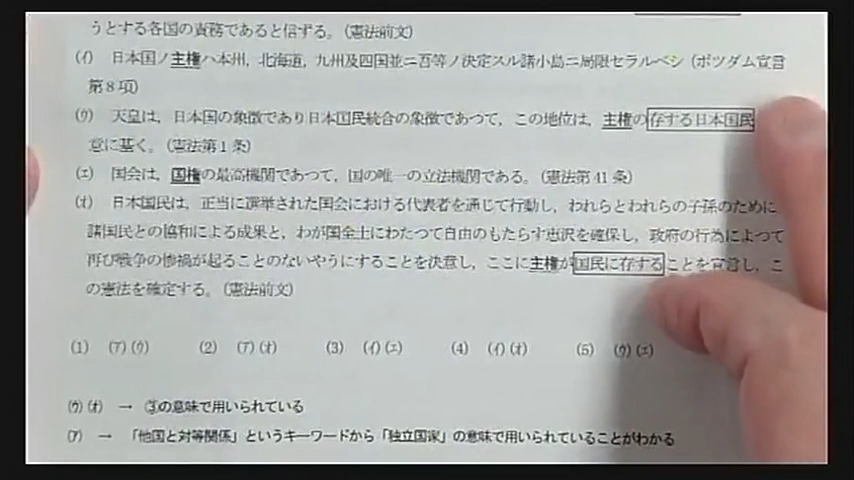 うとする各国の責務であると信ずる。（憲法前文）
(イ) 日本国ノ主権ハ本州，北海道，九州及四国並ニ吾等ノ決定スル諸小島ニ局限セラルベシ（ポツダム宣言
第8項）
(ウ) 天皇は，日本国の象徴であり日本国民統合の象徴であつて，この地位は，主権の存する日本国民
意に基く。（憲法第1条）
(エ) 国会は，国権の最高機関であつて，国の唯一の立法機関である。（憲法第41条）
(オ) 日本国民は，正当に選挙された国会における代表者を通じて行動し，われらとわれらの子孫のために
諸国民との協和による成果と，わが国全土にわたつて自由のもたらす恵沢を確保し，政府の行為によつて
再び戦争の惨禍が起ることのないやうにすることを決意し，ここに主権が国民に存することを宣言し，こ
の憲法を確定する。（憲法前文）
(1) (ア)(ウ) (2) (ア)(オ) (3) (イ)(エ) (4) (イ)(オ) (5) (ウ)(エ)
(ウ)(オ) → ③の意味で用いられている
(ア) → 「他国と対等関係」というキーワードから「独立国家」の意味で用いられていることがわかる